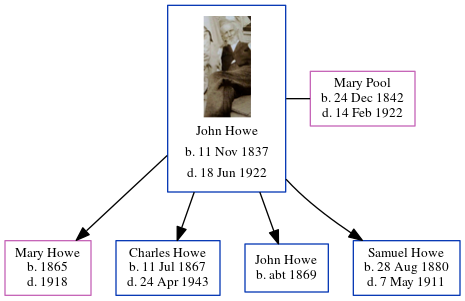 John Howe
b. 11 Nov 1837
d. 18 Jun 1922
Mary Pool
b. 24 Dec 1842
d. 14 Feb 1922
Mary Howe
b. 1865
d. 1918
Charles Howe
b. 11 Jul 1867
d. 24 Apr 1943
John Howe
b. abt 1869
Samuel Howe
b. 28 Aug 1880
d. 7 May 1911